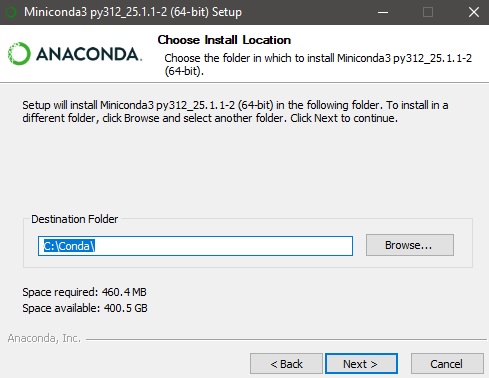 Miniconda3 py312_25.1.1-2 (64-bit) Setup
ANACONDA.
Choose Install Location
Choose the folder in which to install Miniconda3 py312_25.1.1-2
(64-bit).
Setup will install Miniconda3 py312_25.1.1-2 (64-bit) in the following folder. To install in a
different folder, click Browse and select another folder. Click Next to continue.
Destination Folder
C:\Conda\
Browse...
Space required: 460.4 MB
Space available: 400.5 GB
Anaconda, Inc.
< Back
Next >
Cancel